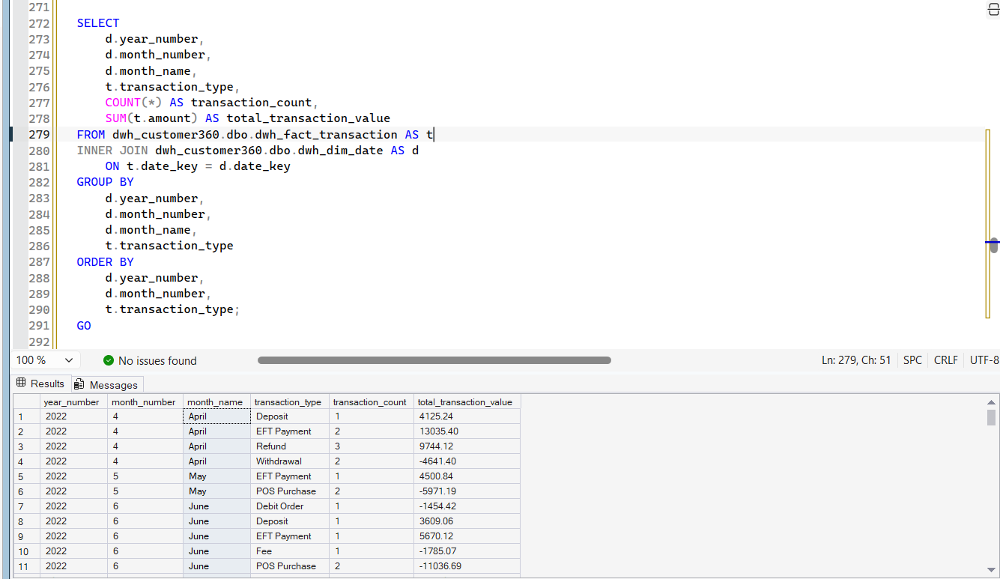 271
272 SELECT
273 d.year_number,
274 d.month_number,
275 d.month_name,
276 t.transaction_type,
277 COUNT(*) AS transaction_count,
278 SUM(t.amount) AS total_transaction_value
279 FROM dwh_customer360.dbo.dwh_fact_transaction AS t
280 INNER JOIN dwh_customer360.dbo.dwh_dim_date AS d
281 ON t.date_key = d.date_key
282 GROUP BY
283 d.year_number,
284 d.month_number,
285 d.month_name,
286 t.transaction_type
287 ORDER BY
288 d.year_number,
289 d.month_number,
290 t.transaction_type;
291 GO
292
100 % No issues found Ln: 279, Ch: 51 SPC CRLF UTF-8
Results Messages
year_number month_number month_name transaction_type transaction_count total_transaction_value
1 2022 4 April Deposit 1 4125.24
2 2022 4 April EFT Payment 2 13035.40
3 2022 4 April Refund 3 9744.12
4 2022 4 April Withdrawal 2 -4641.40
5 2022 5 May EFT Payment 1 4500.84
6 2022 5 May POS Purchase 2 -5971.19
7 2022 6 June Debit Order 1 -1454.42
8 2022 6 June Deposit 1 3609.06
9 2022 6 June EFT Payment 1 5670.12
10 2022 6 June Fee 1 -1785.07
11 2022 6 June POS Purchase 2 -11036.69